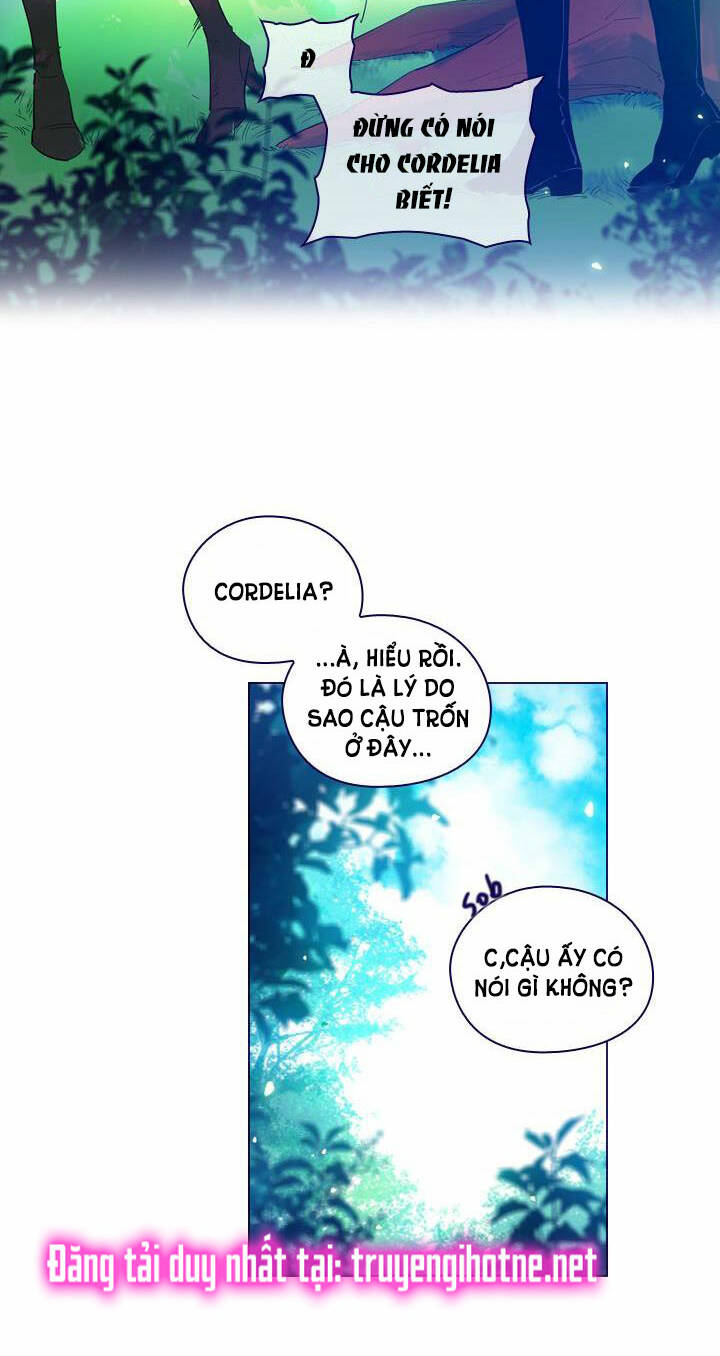 Đ
ĐỪNG CÓ NÓI
CHO CORDELIA
BIẾT!
CORDELIA?
...À, HIỂU RỒI.
ĐÓ LÀ LÝ DO
SAO CẬU TRỐN
Ở ĐÂY...
Sob
C,CẬU ẤY CÓ
NÓI GÌ KHÔNG?
Đăng tải duy nhất tại: truyengihotne.net